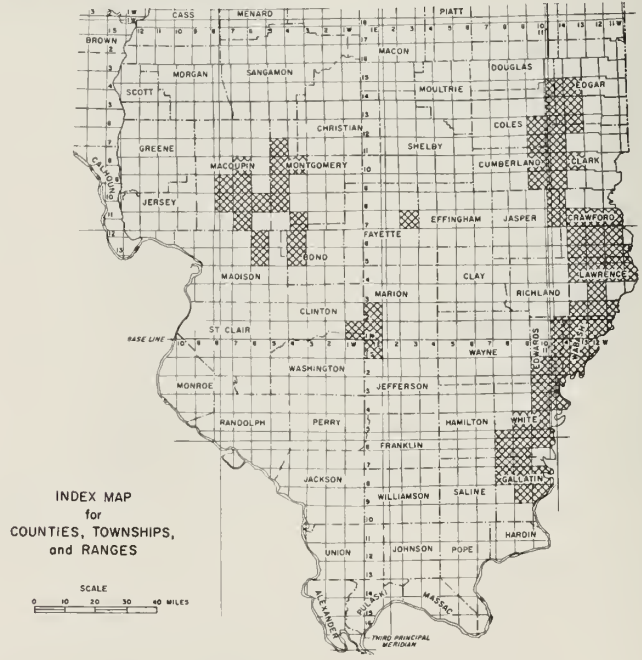 CASS
MENARD
PIATT
BROWN
MACON
DOUGLAS
MORGAN
SANGAMON
EDGAR
SCOTT
MOULTRIE
CHRISTIAN
COLES
GREENE
SHELBY
MACOUPIN
MONTGOMERY
CUMBERLAND
CLARK
CALHOUN
JERSEY
EFFINGHAM
JASPER
CRAWFORD
FAYETTE
BOND
MADISON
CLAY
LAWRENCE
MARION
RICHLAND
CLINTON
ST CLAIR
BASE LINE
WAYNE
EDWARDS
WABASH
WASHINGTON
MONROE
JEFFERSON
RANDOLPH
PERRY
HAMILTON
WHITE
FRANKLIN
JACKSON
GALLATIN
WILLIAMSON
SALINE
INDEX MAP
for
COUNTIES, TOWNSHIPS,
and RANGES
HARDIN
UNION
JOHNSON
POPE
SCALE
0 10 20 30 40 MILES
ALEXANDER
PULASKI
MASSAC
THIRD PRINCIPAL
MERIDIAN